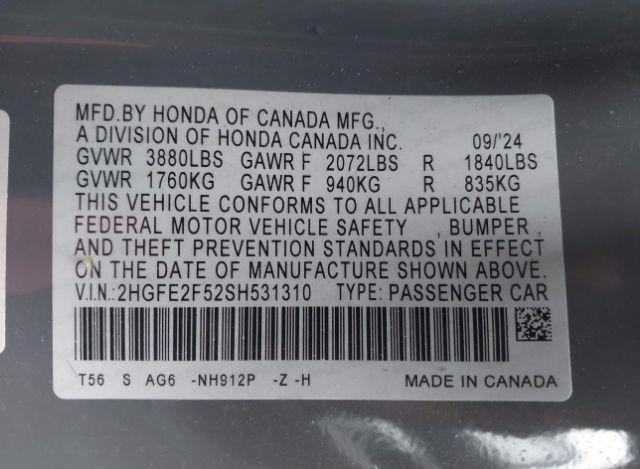 MFD.BY HONDA OF CANADA MFG.,
A DIVISION OF HONDA CANADA INC. 09/'24
GVWR 3880LBS GAWR F 2072LBS R 1840LBS
GVWR 1760KG GAWR F 940KG R 835KG
THIS VEHICLE CONFORMS TO ALL APPLICABLE
FEDERAL MOTOR VEHICLE SAFETY , BUMPER ,
AND THEFT PREVENTION STANDARDS IN EFFECT
ON THE DATE OF MANUFACTURE SHOWN ABOVE.
V.I.N.:2HGFE2F52SH531310 TYPE: PASSENGER CAR
T56 S AG6 -NH912P -Z -H MADE IN CANADA